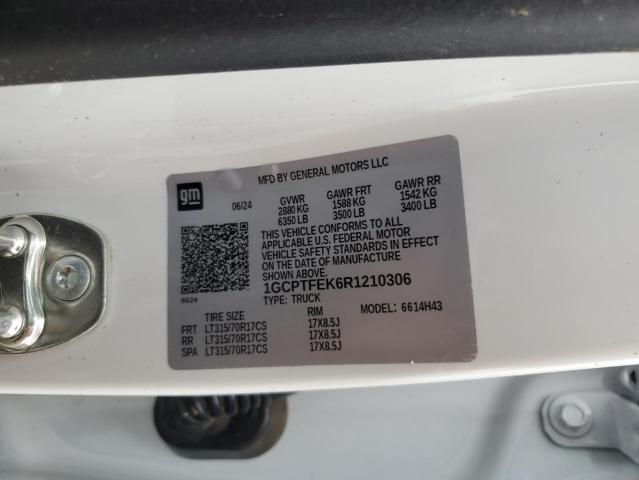 MFD BY GENERAL MOTORS LLC
gm 06/24 GVWR GAWR FRT GAWR RR
2880 KG 1588 KG 1542 KG
6350 LB 3500 LB 3400 LB
THIS VEHICLE CONFORMS TO ALL
APPLICABLE U.S. FEDERAL MOTOR
VEHICLE SAFETY STANDARDS IN EFFECT
ON THE DATE OF MANUFACTURE
SHOWN ABOVE.
8624 1GCPTFEK6R1210306
TYPE: TRUCK MODEL: 6614H43
TIRE SIZE RIM
FRT LT315/70R17CS 17X8.5J
RR LT315/70R17CS 17X8.5J
SPA LT315/70R17CS 17X8.5J